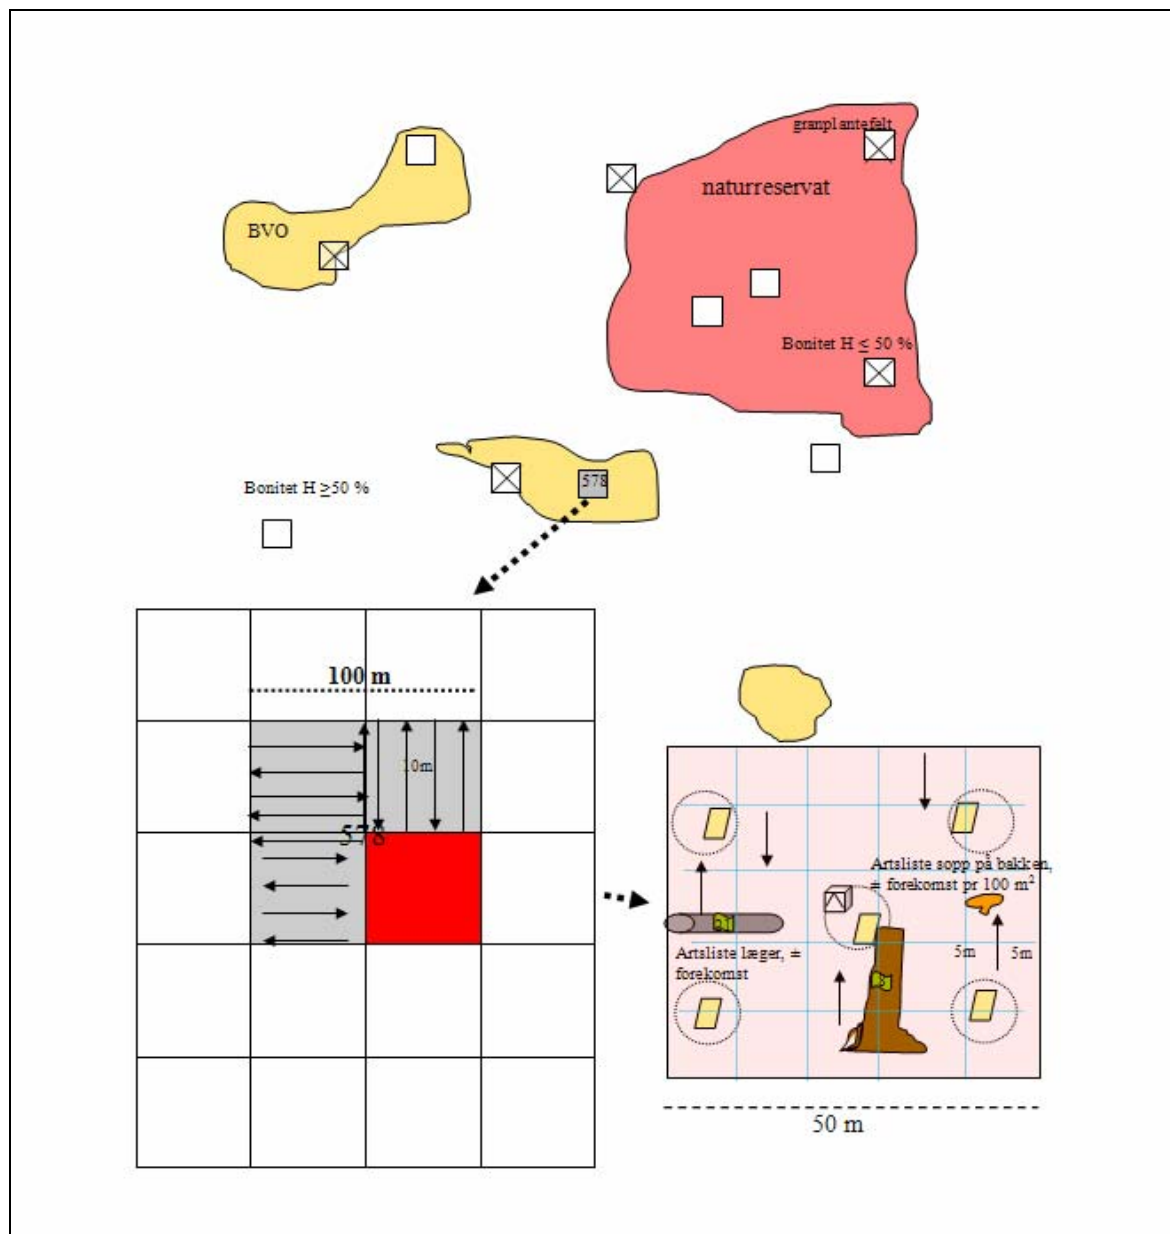 granplantefelt
naturreservat
BVO
Bonitet H ≤ 50 %
578
Bonitet H ≥50 %
100 m
10m
578
Artsliste sopp på bakken,
± forekomst pr 100 m²
Artsliste læger, ±
forekomst
5m
5m
50 m